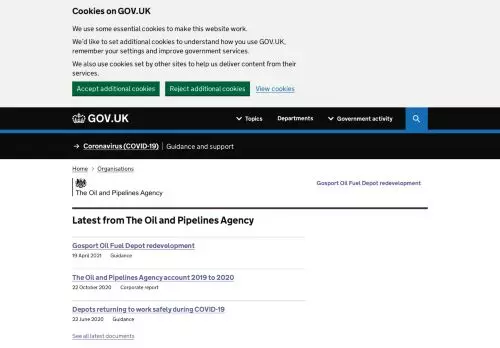 Cookies on GOV.UK
We use some essential cookies to make this website work.
We'd like to set additional cookies to understand how you use GOV.UK,
remember your settings and improve government services.
We also use cookies set by other sites to help us deliver content from their
services.
Accept additional cookies Reject additional cookies View cookies
GOV.UK Topics Departments Government activity
→ Coronavirus (COVID-19) Guidance and support
Home > Organisations
The Oil and Pipelines Agency Gosport Oil Fuel Depot redevelopment
Latest from The Oil and Pipelines Agency
Gosport Oil Fuel Depot redevelopment
19 April 2021 Guidance
The Oil and Pipelines Agency account 2019 to 2020
22 October 2020 Corporate report
Depots returning to work safely during COVID-19
22 June 2020 Guidance
See all latest documents